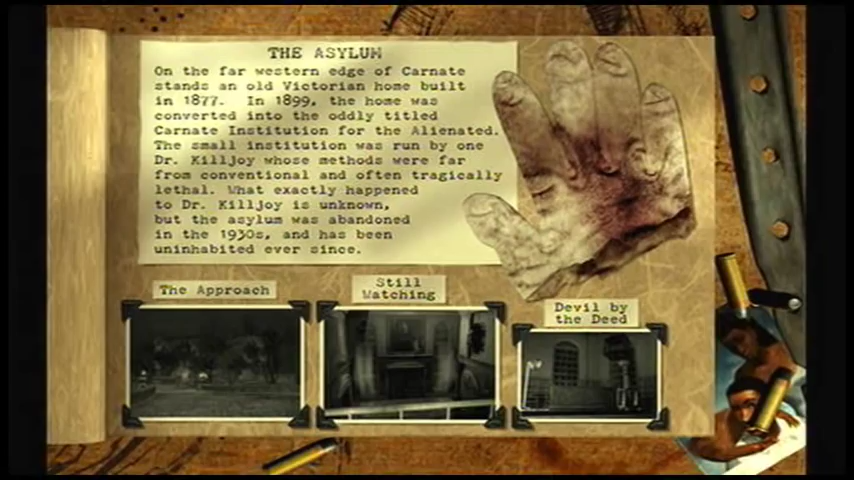 THE ASYLUM
On the far western edge of Carnate
stands an old Victorian home built
in 1877. In 1899, the home was
converted into the oddly titled
Carnate Institution for the Alienated.
The small institution was run by one
Dr. Killjoy whose methods were far
from conventional and often tragically
lethal. What exactly happened
to Dr. Killjoy is unknown,
but the asylum was abandoned
in the 1930s, and has been
uninhabited ever since.
The Approach
Still
Watching
Devil by
the Deed